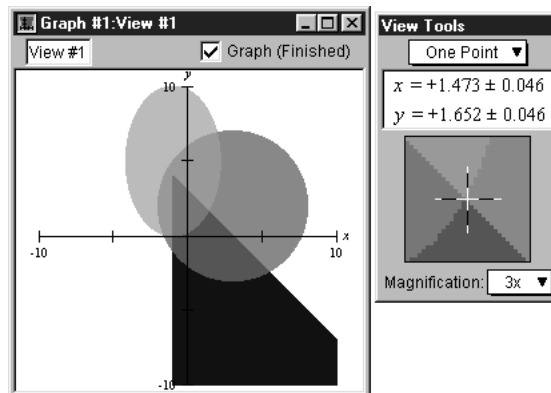 Graph #1:View #1
View #1
Graph (Finished)
y
10
-10
x
10
-10
View Tools
One Point
x = +1.473 ± 0.046
y = +1.652 ± 0.046
Magnification: 3x